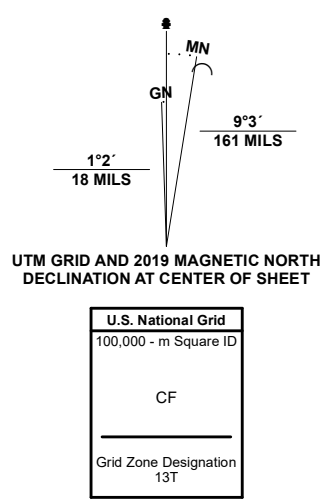 MN
GN
9°3´
161 MILS
1°2´
18 MILS
UTM GRID AND 2019 MAGNETIC NORTH
DECLINATION AT CENTER OF SHEET
U.S. National Grid
100,000 - m Square ID
CF
Grid Zone Designation
13T